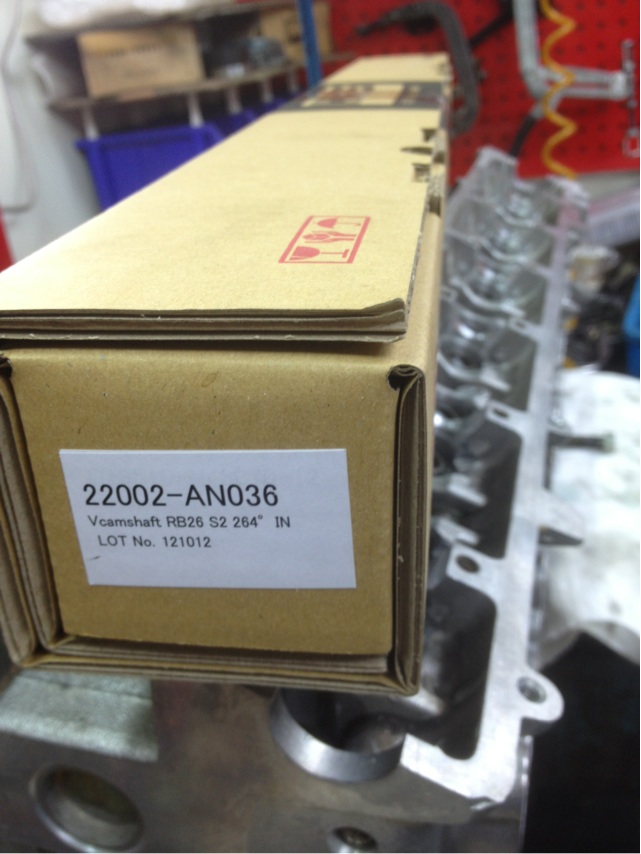 22002-AN036
Vcamshaft RB26 S2 264° IN
LOT No. 121012